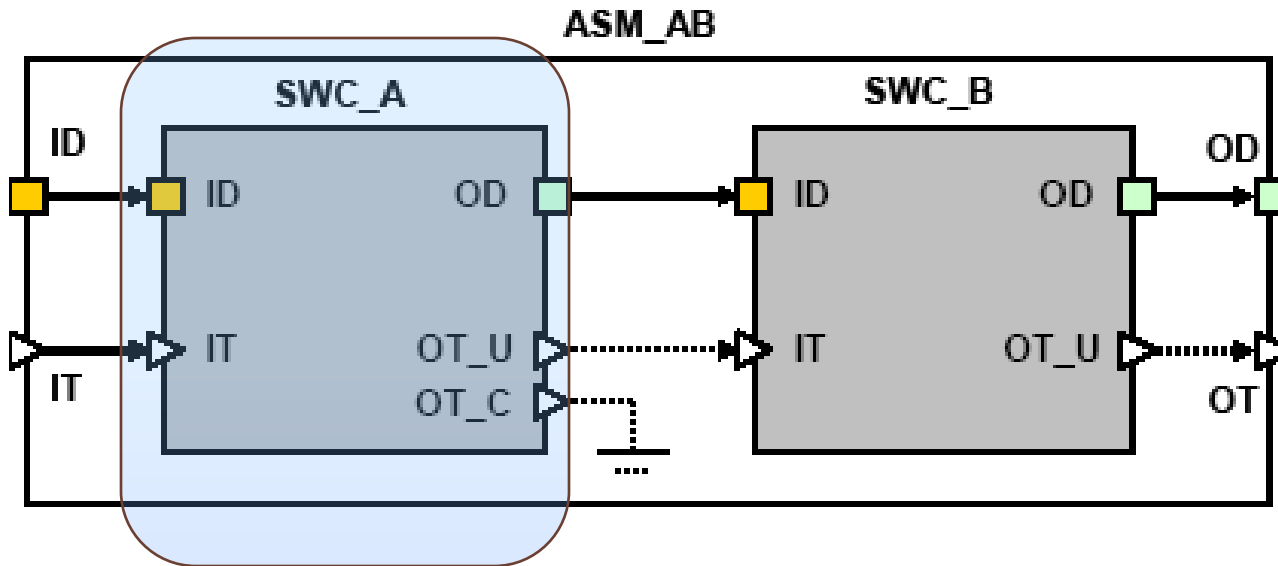 ASM_AB
SWC_A
SWC_B
ID
OD
ID
OD
ID
OD
IT
OT_U
IT
OT_U
IT
OT_C
OT